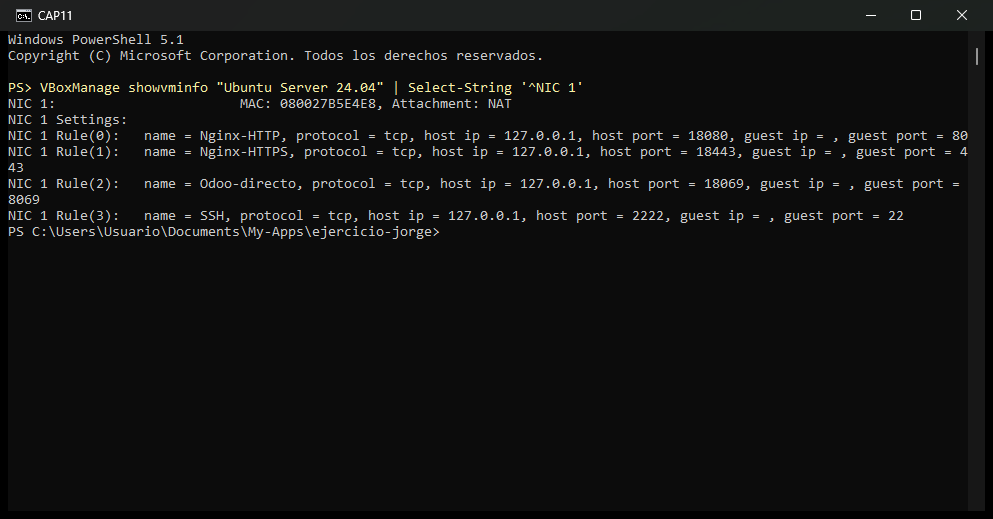 CAP11
Windows PowerShell 5.1
Copyright (C) Microsoft Corporation. Todos los derechos reservados.
PS> VBoxManage showvminfo "Ubuntu Server 24.04" | Select-String '^NIC 1'
NIC 1:                       MAC: 080027B5E4E8, Attachment: NAT
NIC 1 Settings:
NIC 1 Rule(0):   name = Nginx-HTTP, protocol = tcp, host ip = 127.0.0.1, host port = 18080, guest ip = , guest port = 80
NIC 1 Rule(1):   name = Nginx-HTTPS, protocol = tcp, host ip = 127.0.0.1, host port = 18443, guest ip = , guest port = 4
43
NIC 1 Rule(2):   name = Odoo-directo, protocol = tcp, host ip = 127.0.0.1, host port = 18069, guest ip = , guest port =
8069
NIC 1 Rule(3):   name = SSH, protocol = tcp, host ip = 127.0.0.1, host port = 2222, guest ip = , guest port = 22
PS C:\Users\Usuario\Documents\My-Apps\ejercicio-jorge>